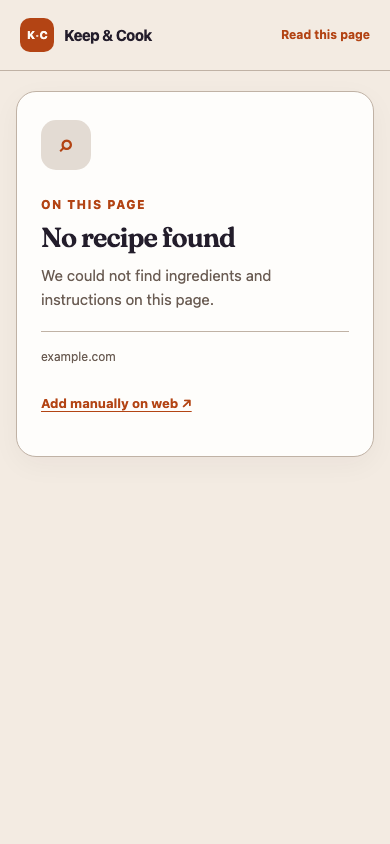 K·C Keep & Cook
Read this page
ON THIS PAGE
No recipe found
We could not find ingredients and
instructions on this page.
example.com
Add manually on web ↗